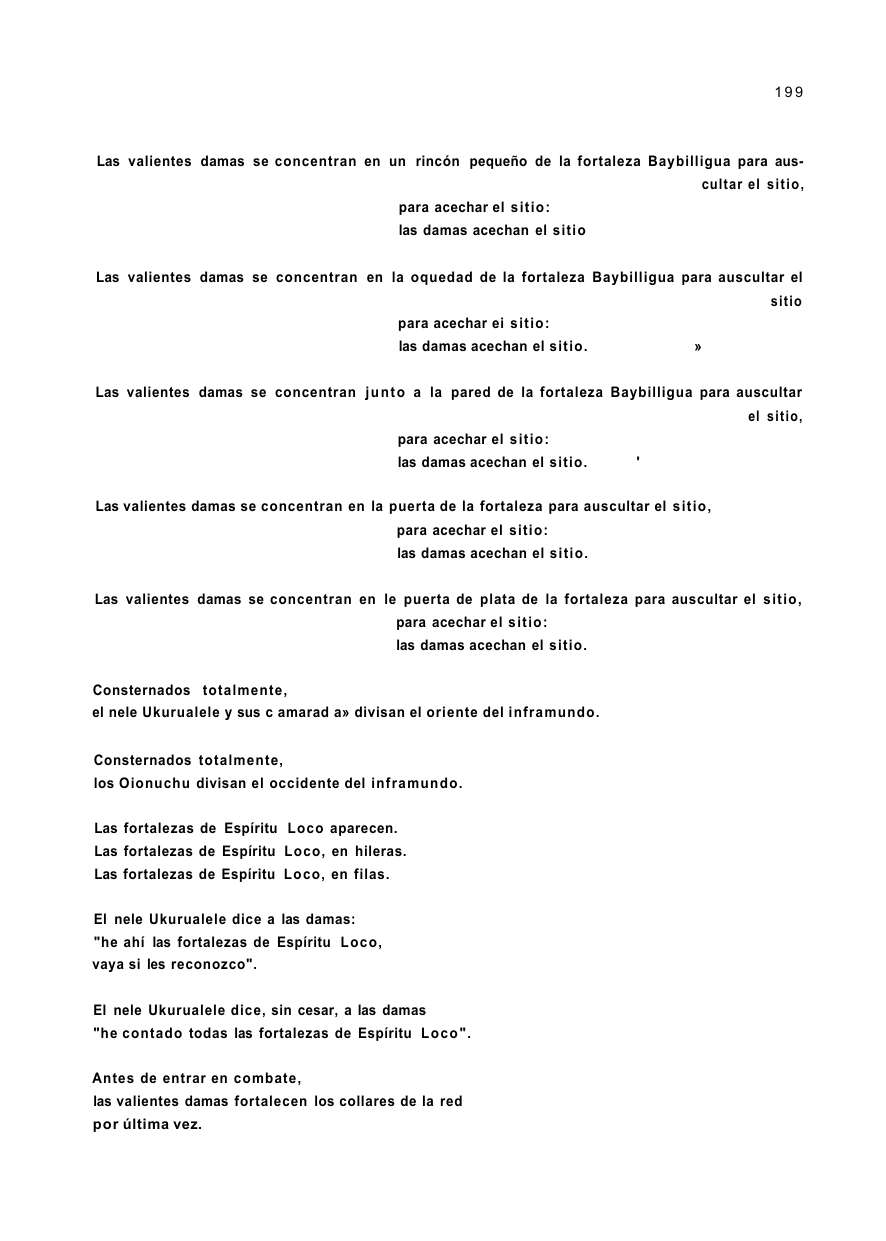 199
Las valientes damas se concentran en un rincón pequeño de la fortaleza Baybilligua para aus-
cultar el sitio,
para acechar el sitio:
las damas acechan el sitio
Las valientes damas se concentran en la oquedad de la fortaleza Baybilligua para auscultar el
sitio
para acechar ei sitio:
las damas acechan el sitio. »
Las valientes damas se concentran junto a la pared de la fortaleza Baybilligua para auscultar
el sitio,
para acechar el sitio:
las damas acechan el sitio. '
Las valientes damas se concentran en la puerta de la fortaleza para auscultar el sitio,
para acechar el sitio:
las damas acechan el sitio.
Las valientes damas se concentran en le puerta de plata de la fortaleza para auscultar el sitio,
para acechar el sitio:
las damas acechan el sitio.
Consternados totalmente,
el nele Ukurualele y sus c amarad a» divisan el oriente del inframundo.
Consternados totalmente,
los Oionuchu divisan el occidente del inframundo.
Las fortalezas de Espíritu Loco aparecen.
Las fortalezas de Espíritu Loco, en hileras.
Las fortalezas de Espíritu Loco, en filas.
El nele Ukurualele dice a las damas:
"he ahí las fortalezas de Espíritu Loco,
vaya si les reconozco".
El nele Ukurualele dice, sin cesar, a las damas
"he contado todas las fortalezas de Espíritu Loco".
Antes de entrar en combate,
las valientes damas fortalecen los collares de la red
por última vez.